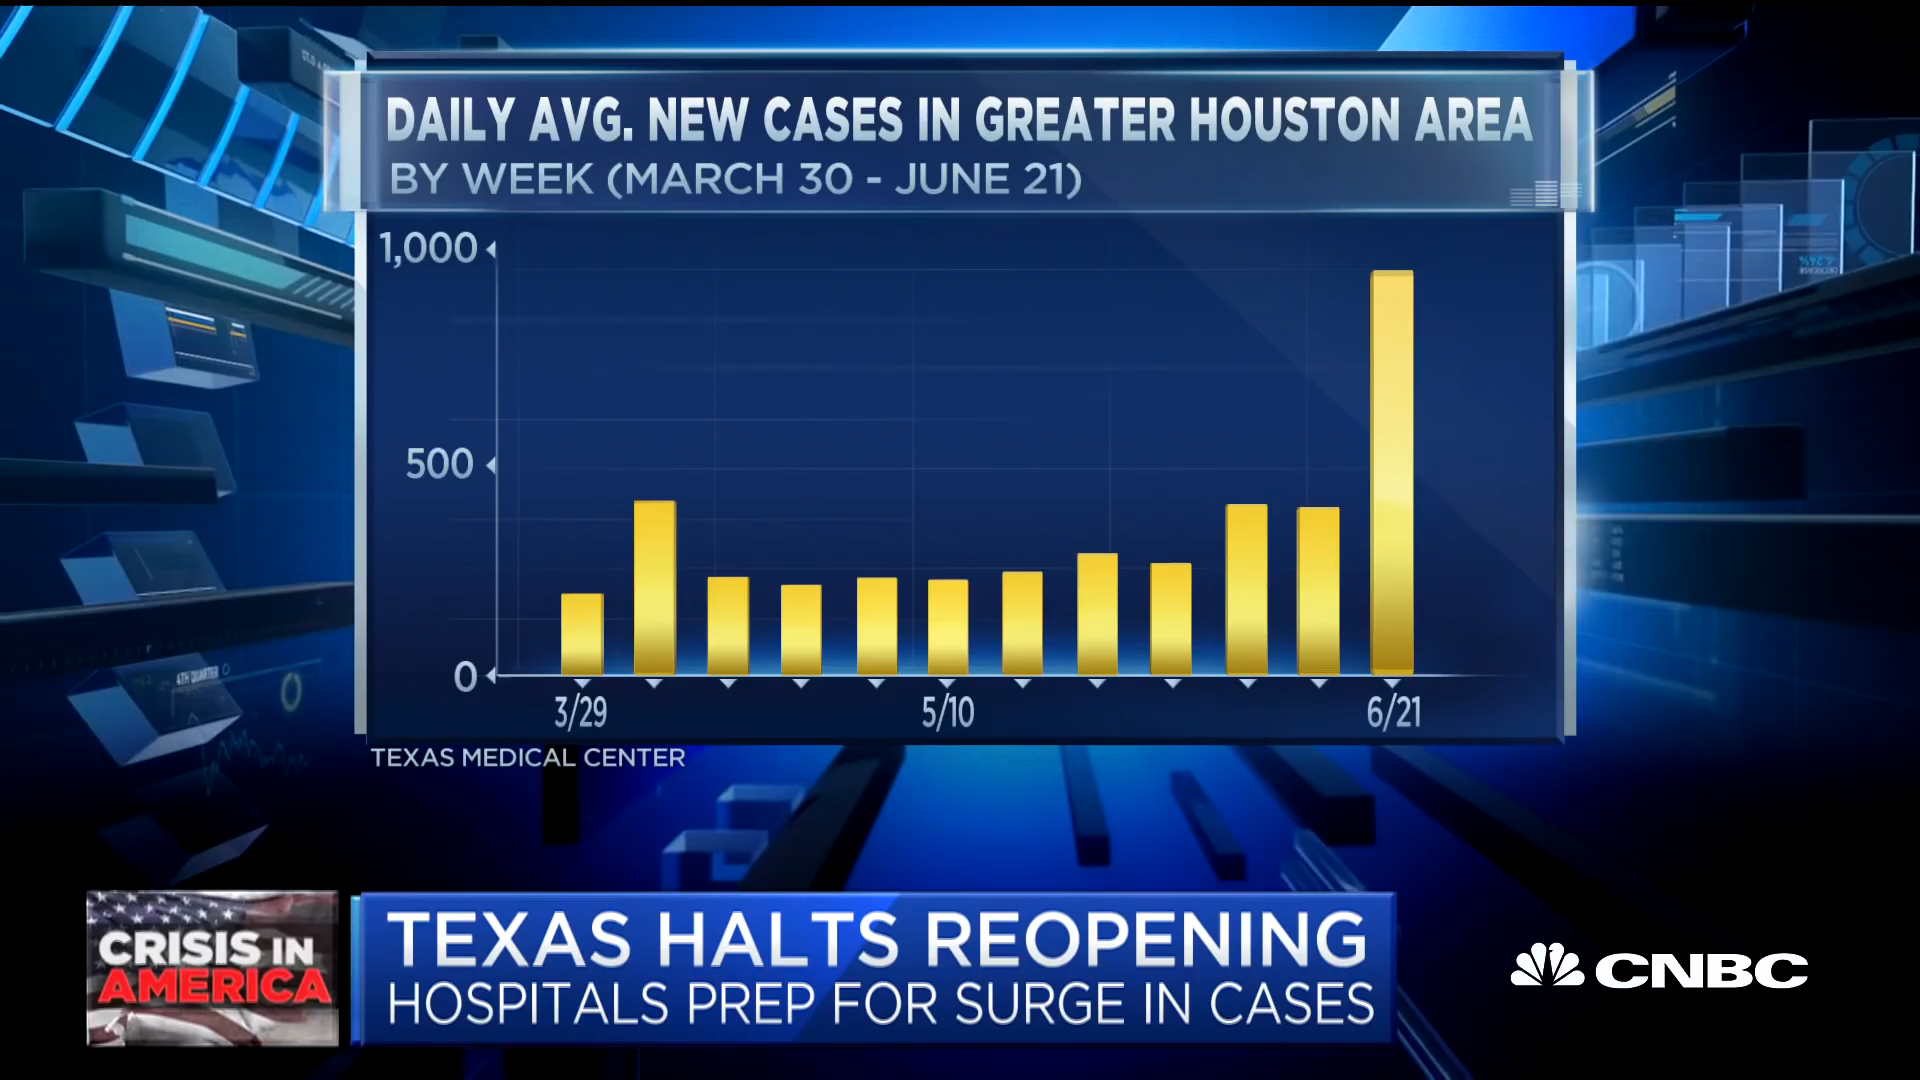 DAILY AVG. NEW CASES IN GREATER HOUSTON AREA
BY WEEK (MARCH 30 - JUNE 21)
1,000
500
0
3/29
5/10
6/21
TEXAS MEDICAL CENTER
4TH QUARTER
CRISIS IN
AMERICA
TEXAS HALTS REOPENING
HOSPITALS PREP FOR SURGE IN CASES
CNBC